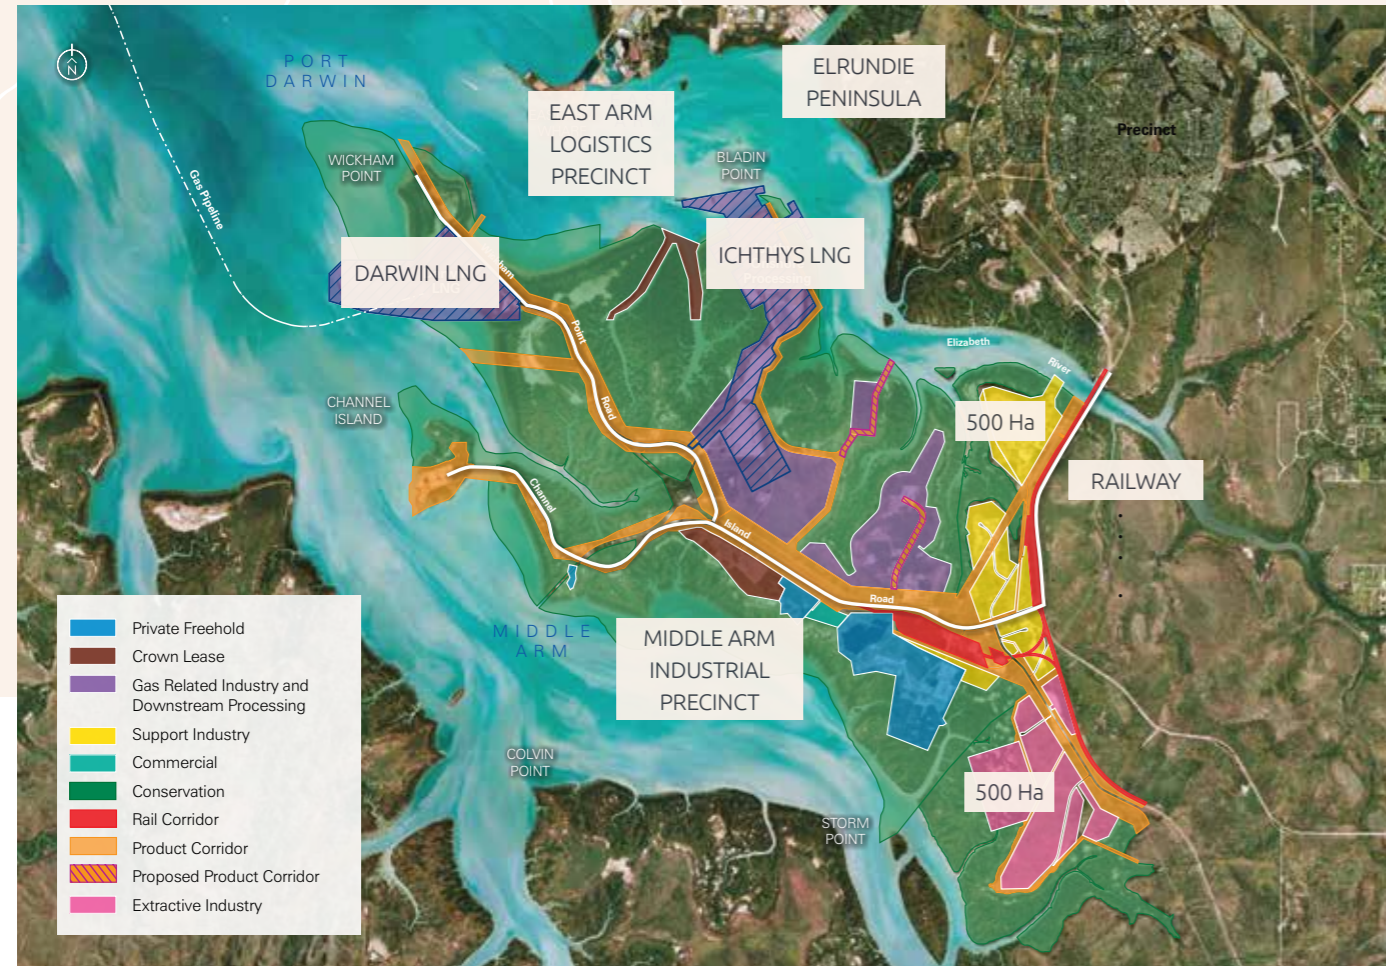 PORT
DARWIN
ELRUNDIE
PENINSULA
EAST ARM
LOGISTICS
PRECINCT
Precinct
WICKHAM
POINT
BLADIN
POINT
Gas Pipeline
DARWIN LNG
ICHTHYS LNG
Processing
Point
Road
Elizabeth
River
CHANNEL
ISLAND
500 Ha
RAILWAY
Channel
Island
Road
MIDDLE
ARM
MIDDLE ARM
INDUSTRIAL
PRECINCT
COLVIN
POINT
500 Ha
STORM
POINT
N
Private Freehold
Crown Lease
Gas Related Industry and
Downstream Processing
Support Industry
Commercial
Conservation
Rail Corridor
Product Corridor
Proposed Product Corridor
Extractive Industry